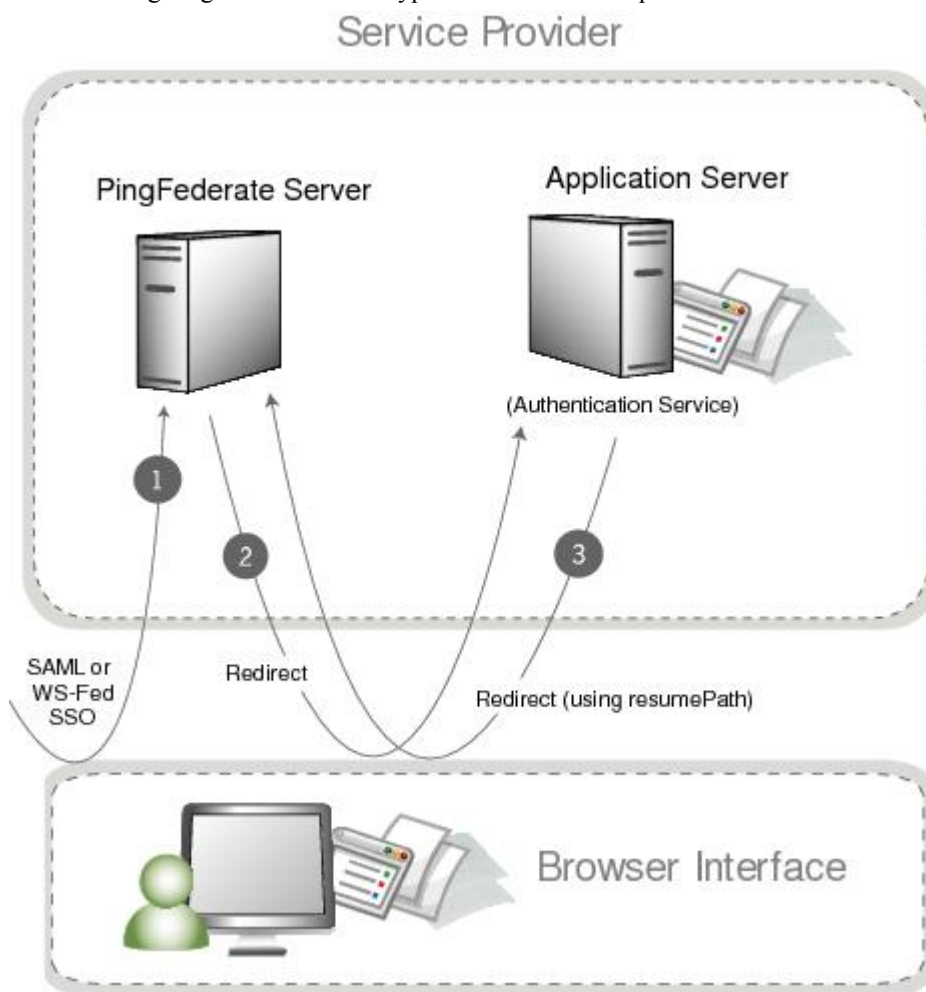 Service Provider
PingFederate Server
Application Server
(Authentication Service)
1
2
3
SAML or
WS-Fed
SSO
Redirect
Redirect (using resumePath)
Browser Interface